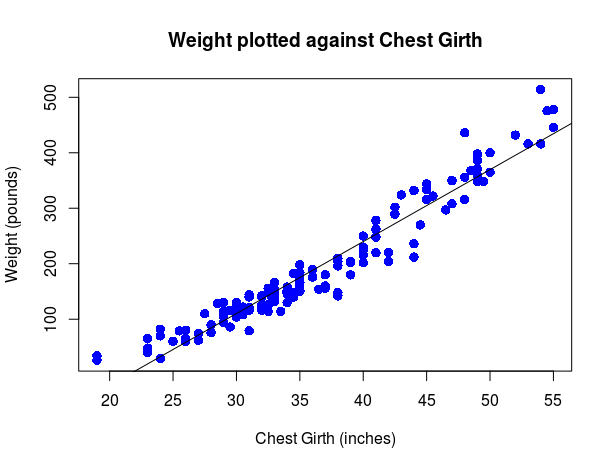 Weight plotted against Chest Girth
500
400
300
200
100
Weight (pounds)
20 25 30 35 40 45 50 55
Chest Girth (inches)